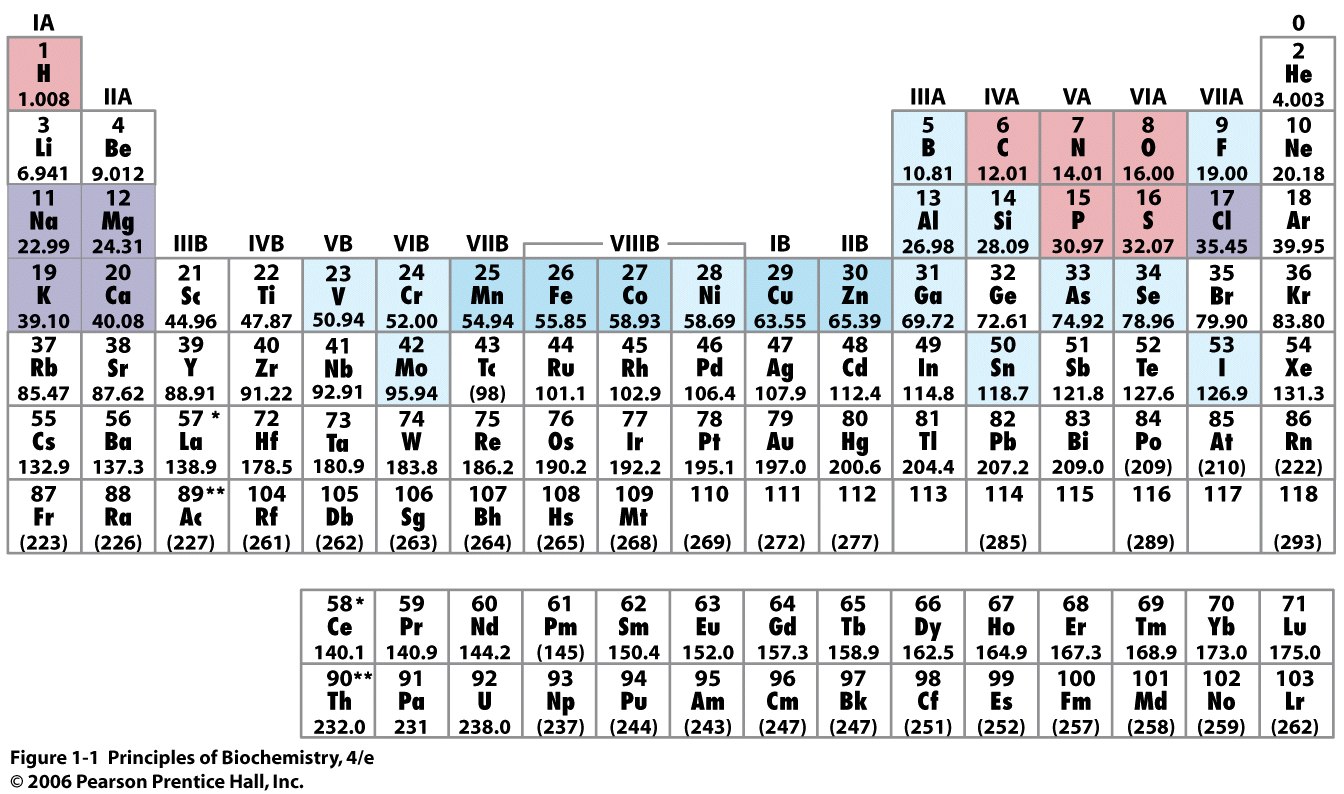 IA 0
1 2
H He
1.008 IIA IIIA IVA VA VIA VIIA 4.003
3 4 5 6 7 8 9 10
Li Be B C N O F Ne
6.941 9.012 10.81 12.01 14.01 16.00 19.00 20.18
11 12 13 14 15 16 17 18
Na Mg Al Si P S Cl Ar
22.99 24.31 IIIB IVB VB VIB VIIB VIIIB IB IIB 26.98 28.09 30.97 32.07 35.45 39.95
19 20 21 22 23 24 25 26 27 28 29 30 31 32 33 34 35 36
K Ca Sc Ti V Cr Mn Fe Co Ni Cu Zn Ga Ge As Se Br Kr
39.10 40.08 44.96 47.87 50.94 52.00 54.94 55.85 58.93 58.69 63.55 65.39 69.72 72.61 74.92 78.96 79.90 83.80
37 38 39 40 41 42 43 44 45 46 47 48 49 50 51 52 53 54
Rb Sr Y Zr Nb Mo Tc Ru Rh Pd Ag Cd In Sn Sb Te I Xe
85.47 87.62 88.91 91.22 92.91 95.94 (98) 101.1 102.9 106.4 107.9 112.4 114.8 118.7 121.8 127.6 126.9 131.3
55 56 57 * 72 73 74 75 76 77 78 79 80 81 82 83 84 85 86
Cs Ba La Hf Ta W Re Os Ir Pt Au Hg Tl Pb Bi Po At Rn
132.9 137.3 138.9 178.5 180.9 183.8 186.2 190.2 192.2 195.1 197.0 200.6 204.4 207.2 209.0 (209) (210) (222)
87 88 89** 104 105 106 107 108 109 110 111 112 113 114 115 116 117 118
Fr Ra Ac Rf Db Sg Bh Hs Mt
(223) (226) (227) (261) (262) (263) (264) (265) (268) (269) (272) (277) (285) (289) (293)
58* 59 60 61 62 63 64 65 66 67 68 69 70 71
Ce Pr Nd Pm Sm Eu Gd Tb Dy Ho Er Tm Yb Lu
140.1 140.9 144.2 (145) 150.4 152.0 157.3 158.9 162.5 164.9 167.3 168.9 173.0 175.0
90** 91 92 93 94 95 96 97 98 99 100 101 102 103
Th Pa U Np Pu Am Cm Bk Cf Es Fm Md No Lr
232.0 231 238.0 (237) (244) (243) (247) (247) (251) (252) (257) (258) (259) (262)
Figure 1-1 Principles of Biochemistry, 4/e
© 2006 Pearson Prentice Hall, Inc.